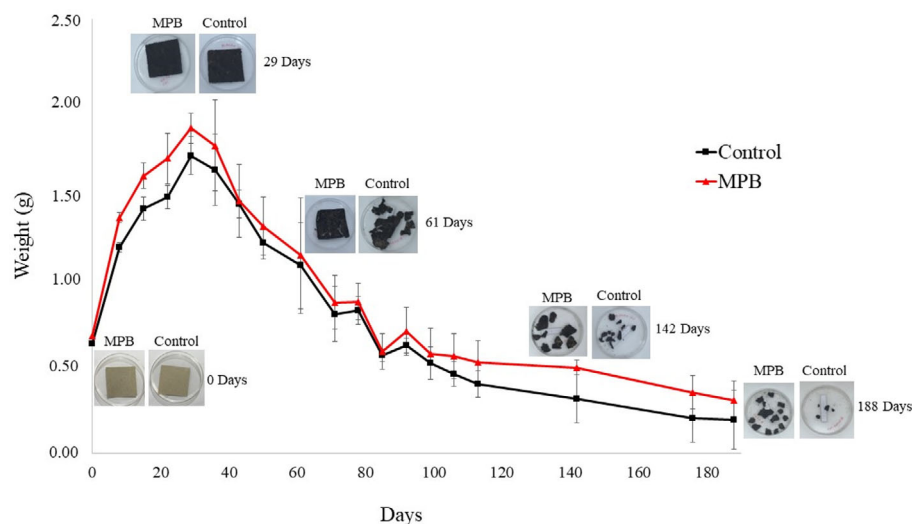 2.50
MPB Control
29 Days
2.00
Control
MPB
1.50
MPB Control
61 Days
Weight (g)
1.00
MPB Control
142 Days
0.50
MPB Control
0 Days
MPB Control
188 Days
0.00
0 20 40 60 80 100 120 140 160 180
Days